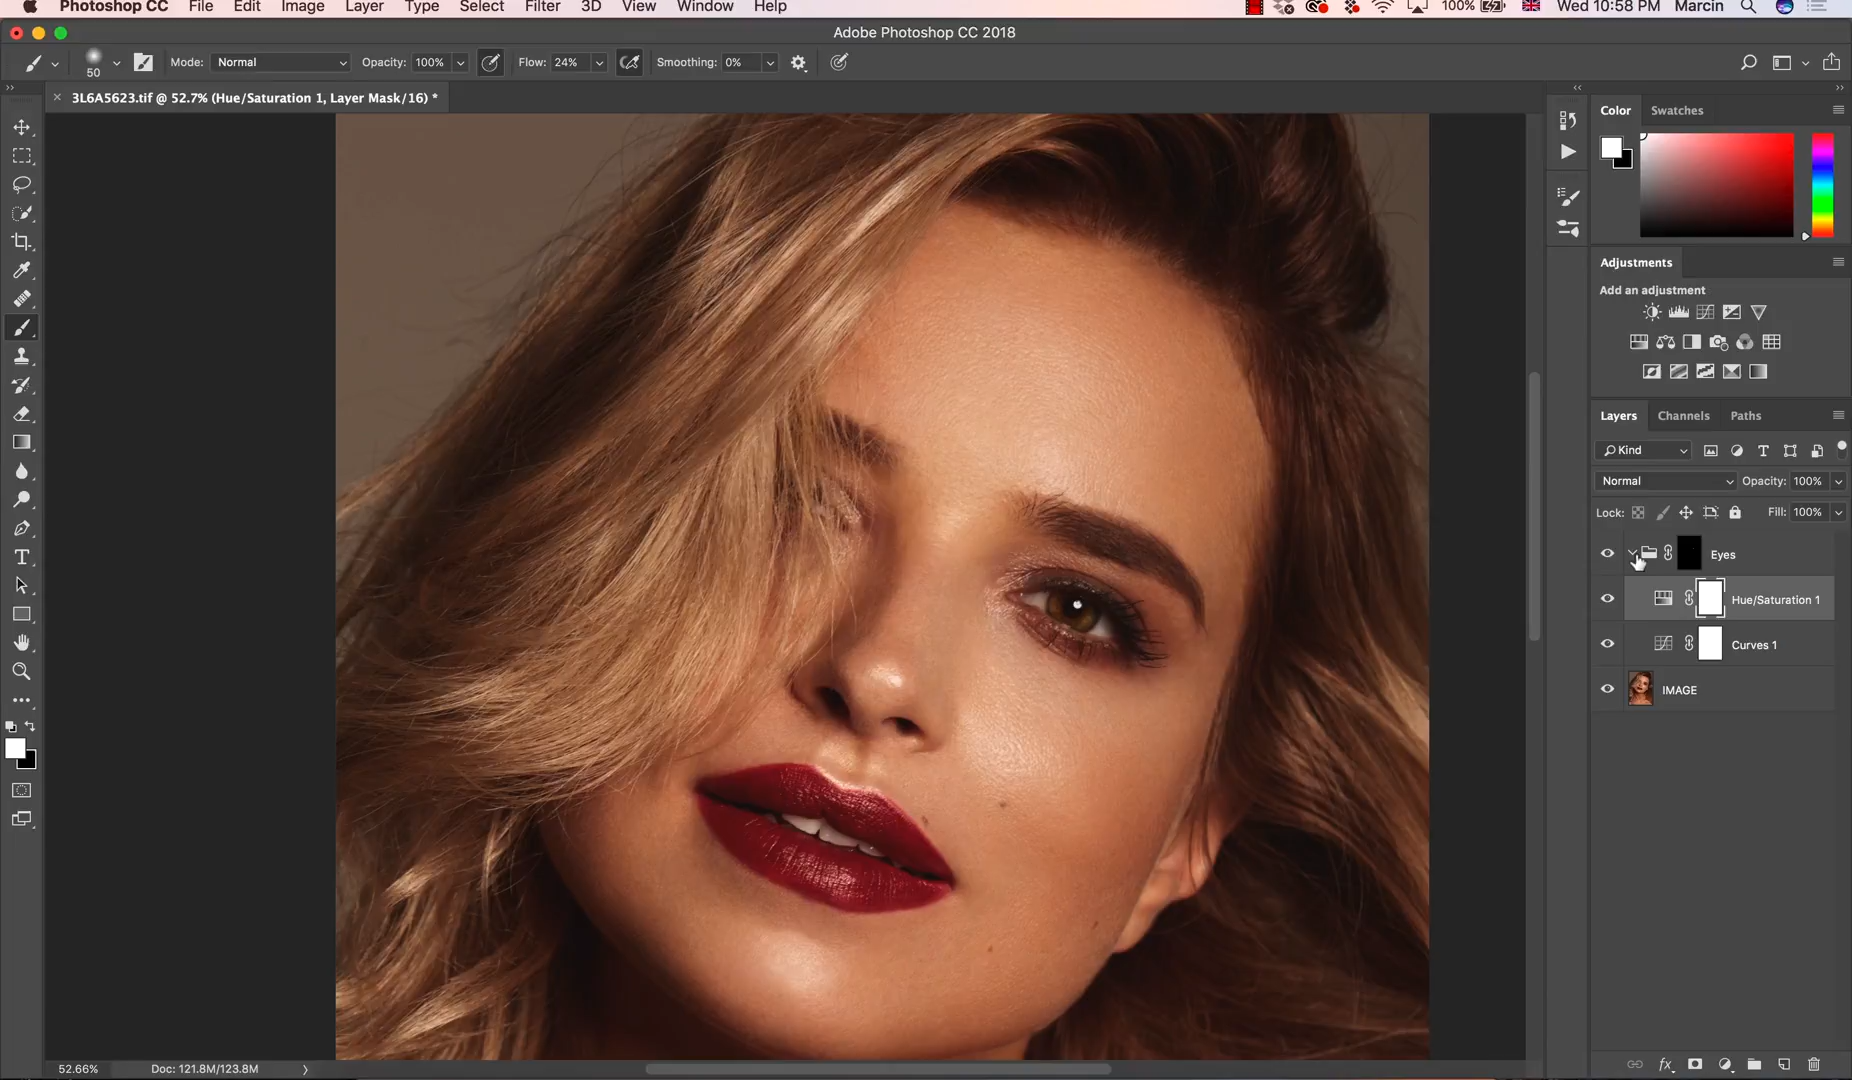 Photoshop CC File Edit Image Layer Type Select Filter 3D View Window Help 100% Wed 10:58 PM Marcin
Adobe Photoshop CC 2018
50 Mode: Normal Opacity: 100% Flow: 24% Smoothing: 0%
3L6A5623.tif @ 52.7% (Hue/Saturation 1, Layer Mask/16) *
Color Swatches
Adjustments
Add an adjustment
Layers Channels Paths
Kind
Normal Opacity: 100%
Lock: Fill: 100%
Eyes
Hue/Saturation 1
Curves 1
IMAGE
52.66% Doc: 121.8M/123.8M